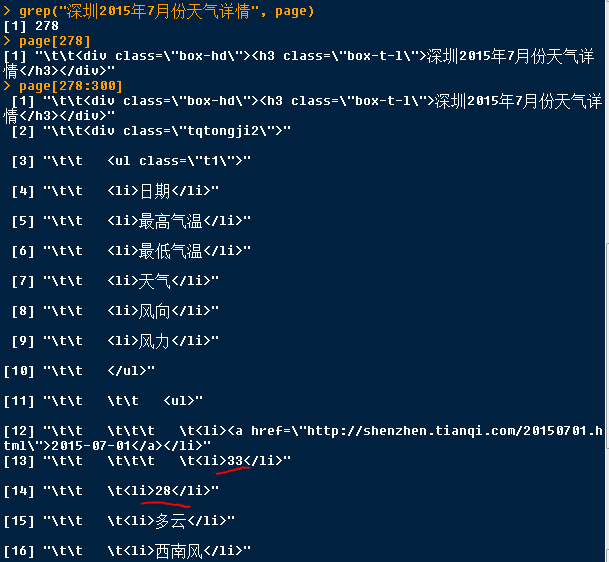 > grep("深圳2015年7月份天气详情", page)
[1] 278
> page[278]
[1] "\t\t<div class=\"box-hd\"><h3 class=\"box-t-l\">深圳2015年7月份天气详
情</h3></div>"
> page[278:300]
 [1] "\t\t<div class=\"box-hd\"><h3 class=\"box-t-l\">深圳2015年7月份天气详
情</h3></div>"
 [2] "\t\t<div class=\"tqtongji2\">"
 [3] "\t\t   <ul class=\"t1\">"
 [4] "\t\t   <li>日期</li>"
 [5] "\t\t   <li>最高气温</li>"
 [6] "\t\t   <li>最低气温</li>"
 [7] "\t\t   <li>天气</li>"
 [8] "\t\t   <li>风向</li>"
 [9] "\t\t   <li>风力</li>"
[10] "\t\t   </ul>"
[11] "\t\t   \t\t   <ul>"
[12] "\t\t   \t\t\t   \t<li><a href=\"http://shenzhen.tianqi.com/20150701.h
tml\">2015-07-01</a></li>"
[13] "\t\t   \t\t\t   \t<li>33</li>"
[14] "\t\t   \t<li>28</li>"
[15] "\t\t   \t<li>多云</li>"
[16] "\t\t   \t<li>西南风</li>"